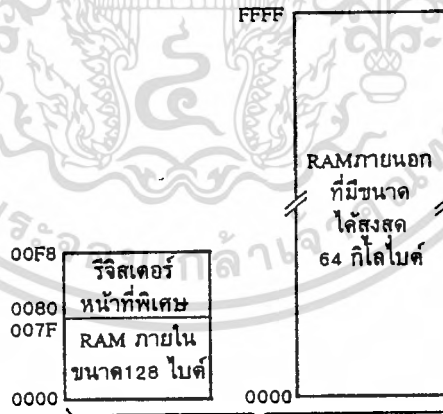 FFFF
RAMภายนอก
ที่มีขนาด
ได้สูงสุด
64 กิโลไบต์
00F8
รีจิสเตอร์
หน้าที่พิเศษ
0080
007F
RAM ภายใน
ขนาด128 ไบต์
0000
0000